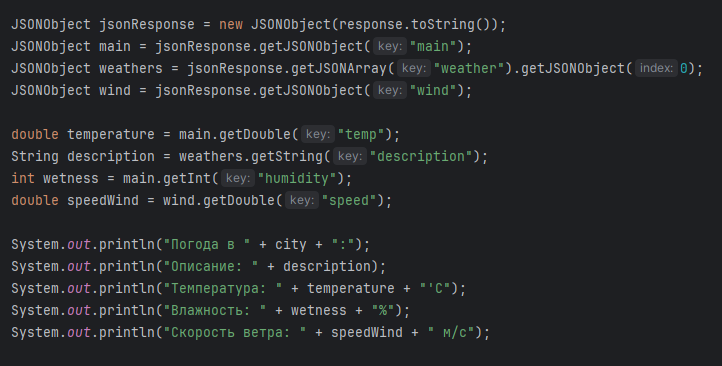 JSONObject jsonResponse = new JSONObject(response.toString());
JSONObject main = jsonResponse.getJSONObject( key: "main");
JSONObject weathers = jsonResponse.getJSONArray( key: "weather").getJSONObject( index: 0);
JSONObject wind = jsonResponse.getJSONObject( key: "wind");
double temperature = main.getDouble( key: "temp");
String description = weathers.getString( key: "description");
int wetness = main.getInt( key: "humidity");
double speedWind = wind.getDouble( key: "speed");
System.out.println("Погода в " + city + ":");
System.out.println("Описание: " + description);
System.out.println("Температура: " + temperature + "'C");
System.out.println("Влажность: " + wetness + "%");
System.out.println("Скорость ветра: " + speedWind + " м/с");